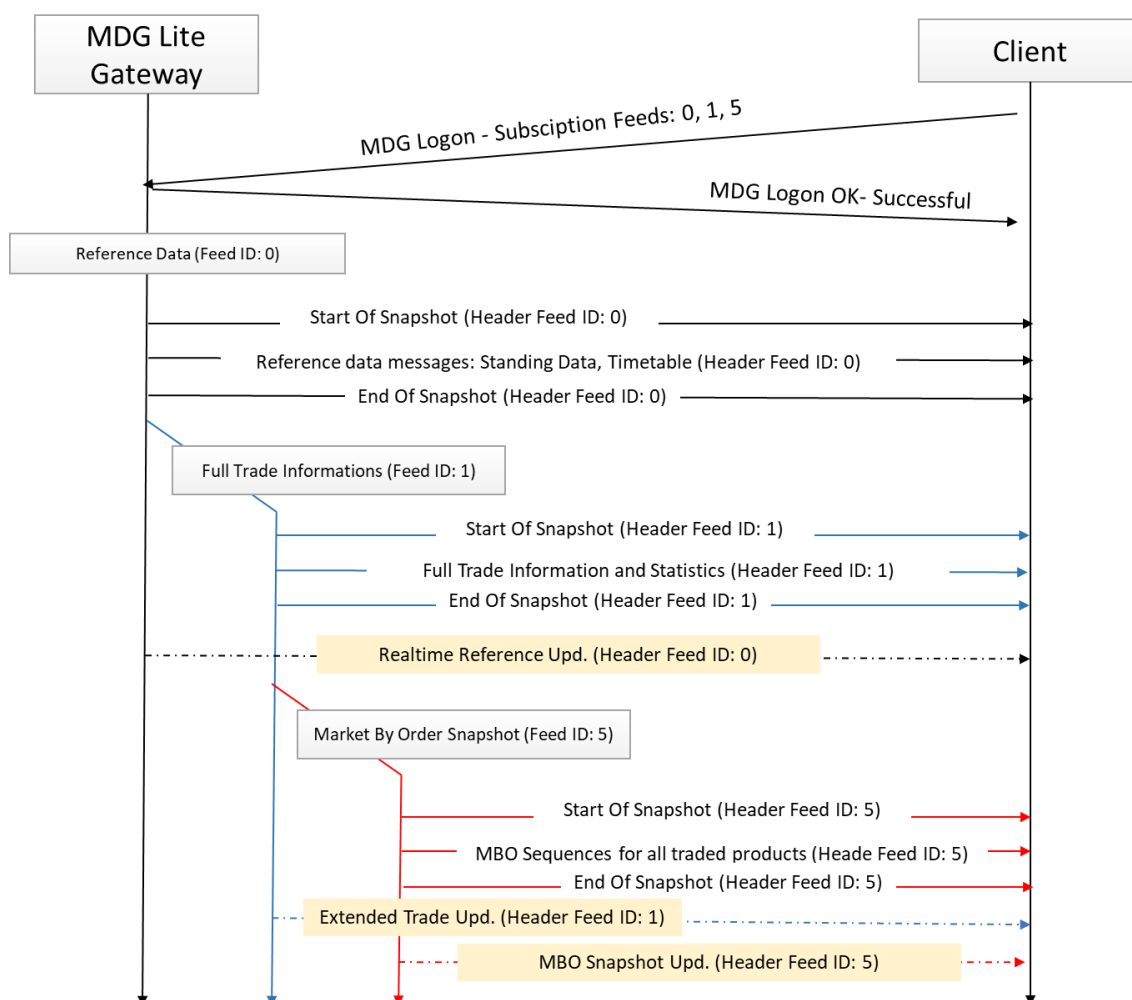 MDG Lite
Gateway
Client
MDG Logon - Subsciption Feeds: 0, 1, 5
MDG Logon OK- Successful
Reference Data (Feed ID: 0)
Start Of Snapshot (Header Feed ID: 0)
Reference data messages: Standing Data, Timetable (Header Feed ID: 0)
End Of Snapshot (Header Feed ID: 0)
Full Trade Informations (Feed ID: 1)
Start Of Snapshot (Header Feed ID: 1)
Full Trade Information and Statistics (Header Feed ID: 1)
End Of Snapshot (Header Feed ID: 1)
Realtime Reference Upd. (Header Feed ID: 0)
Market By Order Snapshot (Feed ID: 5)
Start Of Snapshot (Header Feed ID: 5)
MBO Sequences for all traded products (Heade Feed ID: 5)
End Of Snapshot (Header Feed ID: 5)
Extended Trade Upd. (Header Feed ID: 1)
MBO Snapshot Upd. (Header Feed ID: 5)